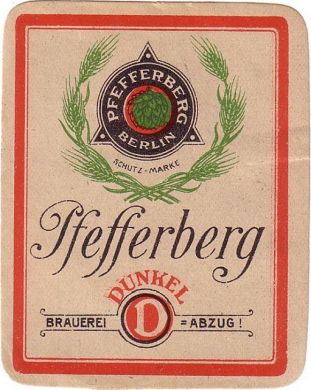 PFEFFERBERG
BERLIN
SCHUTZ-MARKE
Pfefferberg
DUNKEL
BRAUEREI D =ABZUG!